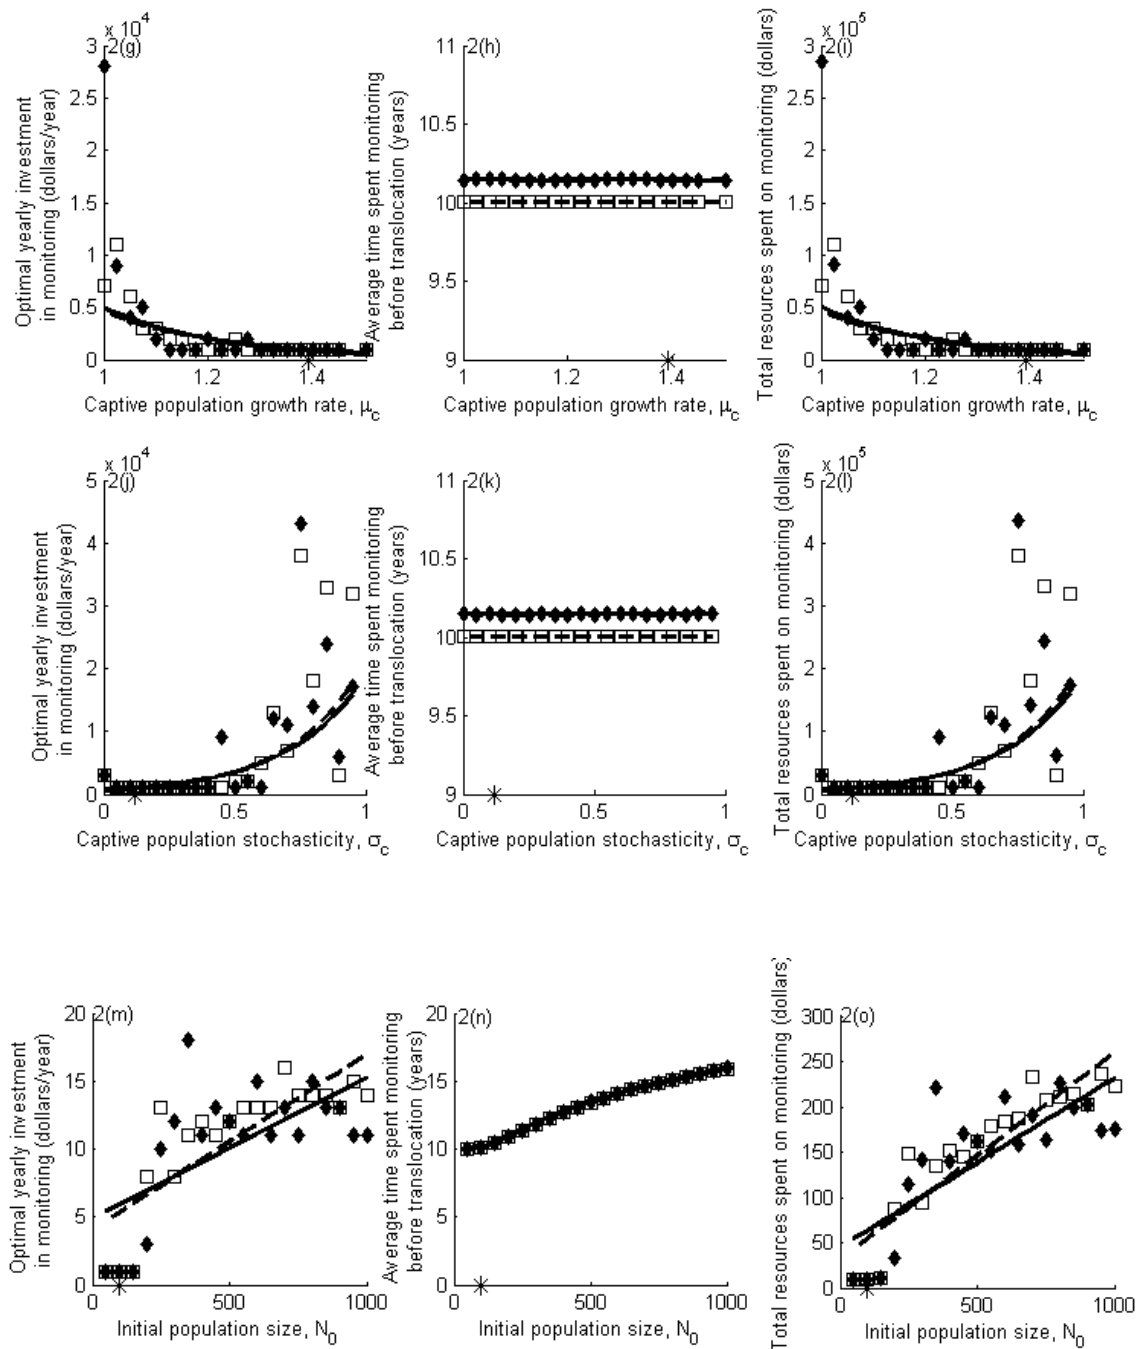 x 10^4
2(g)
3
2.5
2
1.5
1
0.5
0
1
1.2
1.4
Optimal yearly investment
in monitoring (dollars/year)
Captive population growth rate, μ_c
2(h)
11
10.5
10
9.5
9
1
1.2
1.4
Average time spent monitoring
before translocation (years)
Captive population growth rate, μ_c
x 10^5
2(i)
3
2.5
2
1.5
1
0.5
0
1
1.2
1.4
Total resources spent on monitoring (dollars)
Captive population growth rate, μ_c
x 10^4
2(j)
5
4
3
2
1
0
0
0.5
1
Optimal yearly investment
in monitoring (dollars/year)
Captive population stochasticity, σ_c
2(k)
11
10.5
10
9.5
9
0
0.5
1
Average time spent monitoring
before translocation (years)
Captive population stochasticity, σ_c
x 10^5
2(l)
5
4
3
2
1
0
0
0.5
1
Total resources spent on monitoring (dollars)
Captive population stochasticity, σ_c
2(m)
20
15
10
5
0
0
500
1000
Optimal yearly investment
in monitoring (dollars/year)
Initial population size, N_0
2(n)
20
15
10
5
0
0
500
1000
Average time spent monitoring
before translocation (years)
Initial population size, N_0
2(o)
300
250
200
150
100
50
0
0
500
1000
Total resources spent on monitoring (dollars)
Initial population size, N_0